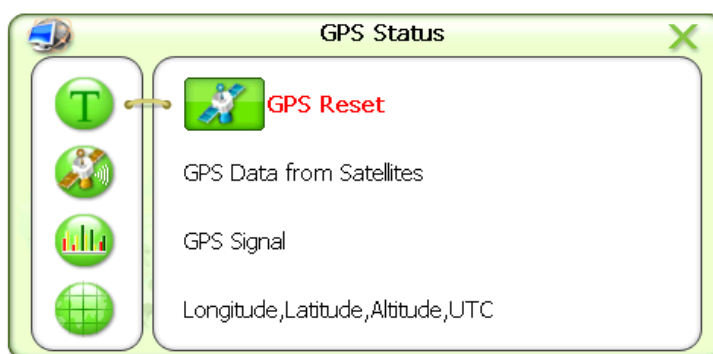 GPS Status
T
GPS Reset
GPS Data from Satellites
GPS Signal
Longitude,Latitude,Altitude,UTC